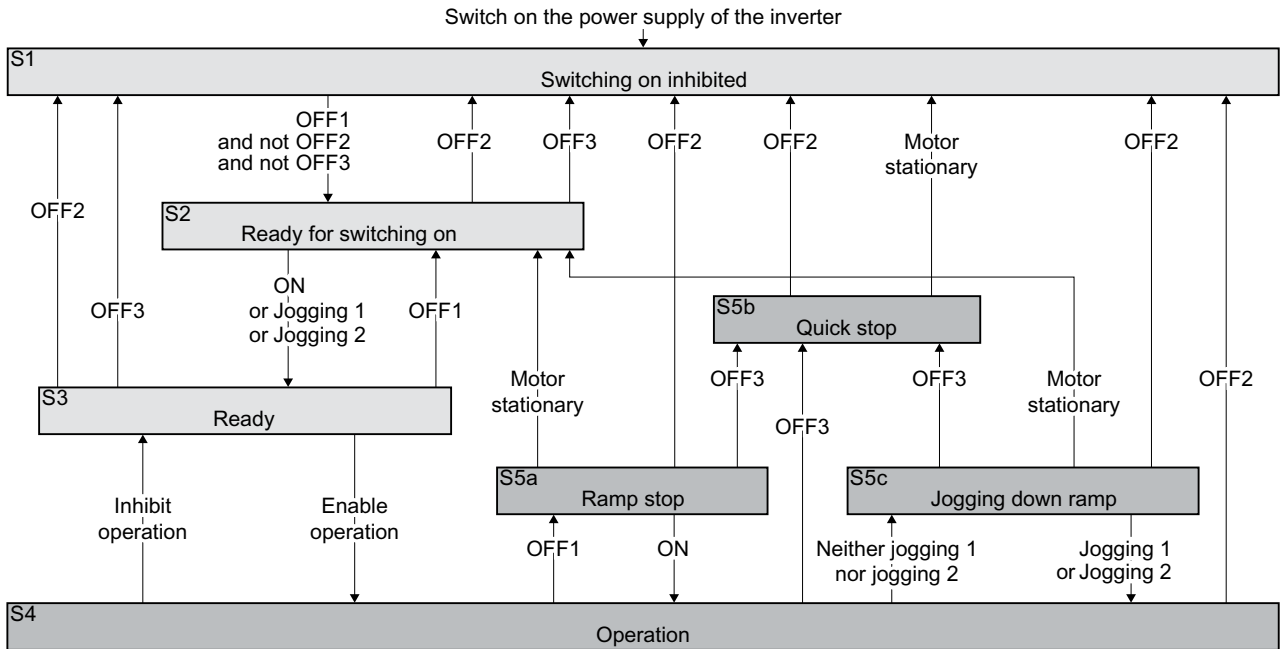 Switch on the power supply of the inverter
S1
Switching on inhibited
OFF1
and not OFF2
and not OFF3
OFF2
OFF3
OFF2
OFF2
Motor
stationary
OFF2
OFF2
S2
Ready for switching on
ON
or Jogging 1
or Jogging 2
OFF3
OFF1
S5b
Quick stop
Motor
stationary
OFF3
OFF3
Motor
stationary
OFF2
S3
Ready
OFF3
S5a
Ramp stop
S5c
Jogging down ramp
Inhibit
operation
Enable
operation
OFF1
ON
Neither jogging 1
nor jogging 2
Jogging 1
or Jogging 2
S4
Operation